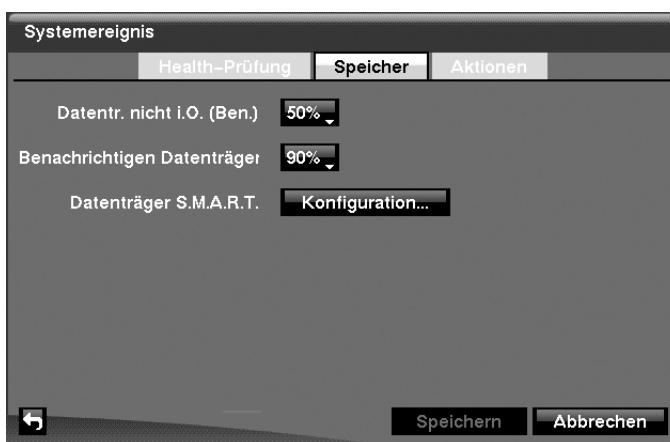 Systemereignis
Health-Prüfung Speicher Aktionen
Datentr. nicht i.O. (Ben.) 50%
Benachrichtigen Datenträger 90%
Datenträger S.M.A.R.T. Konfiguration...
Speichern Abbrechen